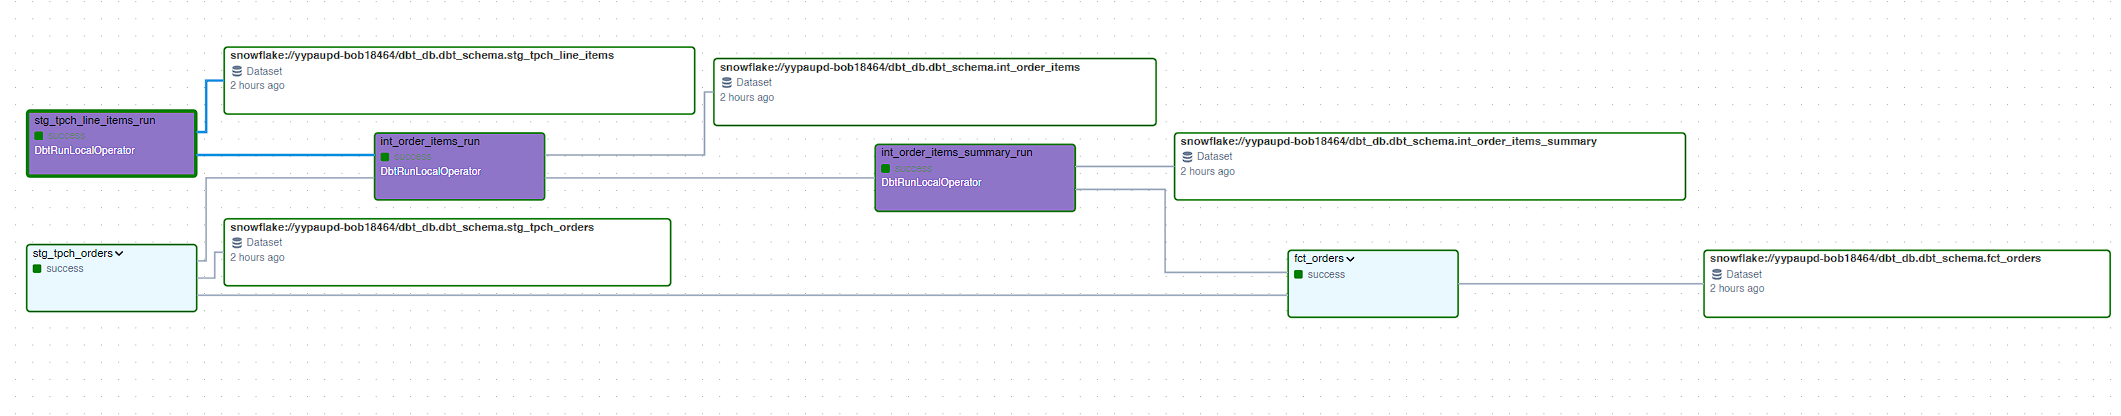 snowflake://yypaupd-bob18464/dbt_db.dbt_schema.stg_tpch_line_items
Dataset
2 hours ago
snowflake://yypaupd-bob18464/dbt_db.dbt_schema.int_order_items
Dataset
2 hours ago
stg_tpch_line_items_run
success
DbtRunLocalOperator
int_order_items_run
success
DbtRunLocalOperator
int_order_items_summary_run
success
DbtRunLocalOperator
snowflake://yypaupd-bob18464/dbt_db.dbt_schema.int_order_items_summary
Dataset
2 hours ago
snowflake://yypaupd-bob18464/dbt_db.dbt_schema.stg_tpch_orders
Dataset
2 hours ago
stg_tpch_orders
success
fct_orders
success
snowflake://yypaupd-bob18464/dbt_db.dbt_schema.fct_orders
Dataset
2 hours ago